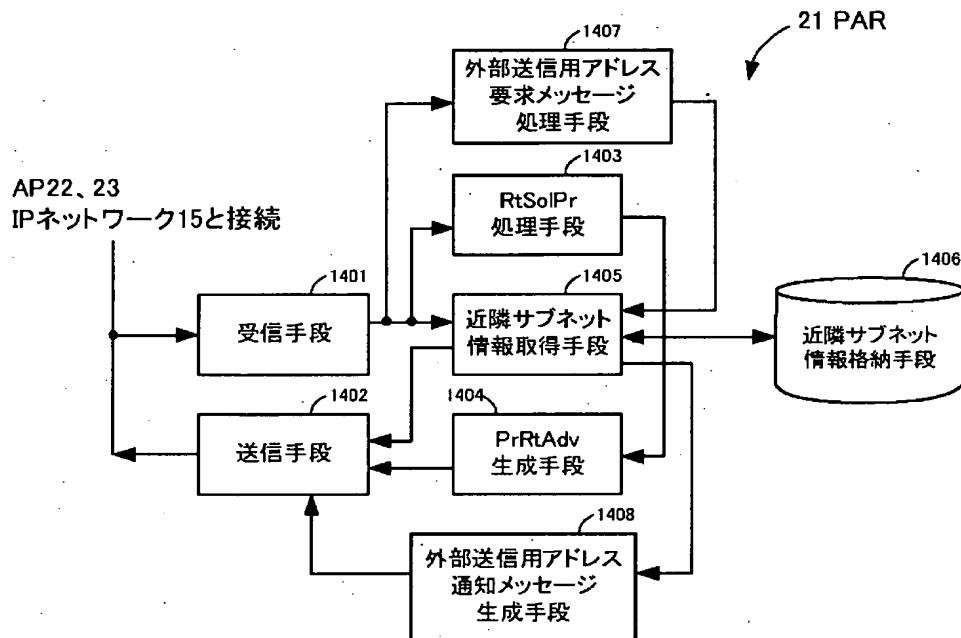 21 PAR
1407
外部送信用アドレス
要求メッセージ
処理手段
1403
RtSolPr
処理手段
AP22、23
IPネットワーク15と接続
1401
受信手段
1405
近隣サブネット
情報取得手段
1406
近隣サブネット
情報格納手段
1402
送信手段
1404
PrRtAdv
生成手段
1408
外部送信用アドレス
通知メッセージ
生成手段